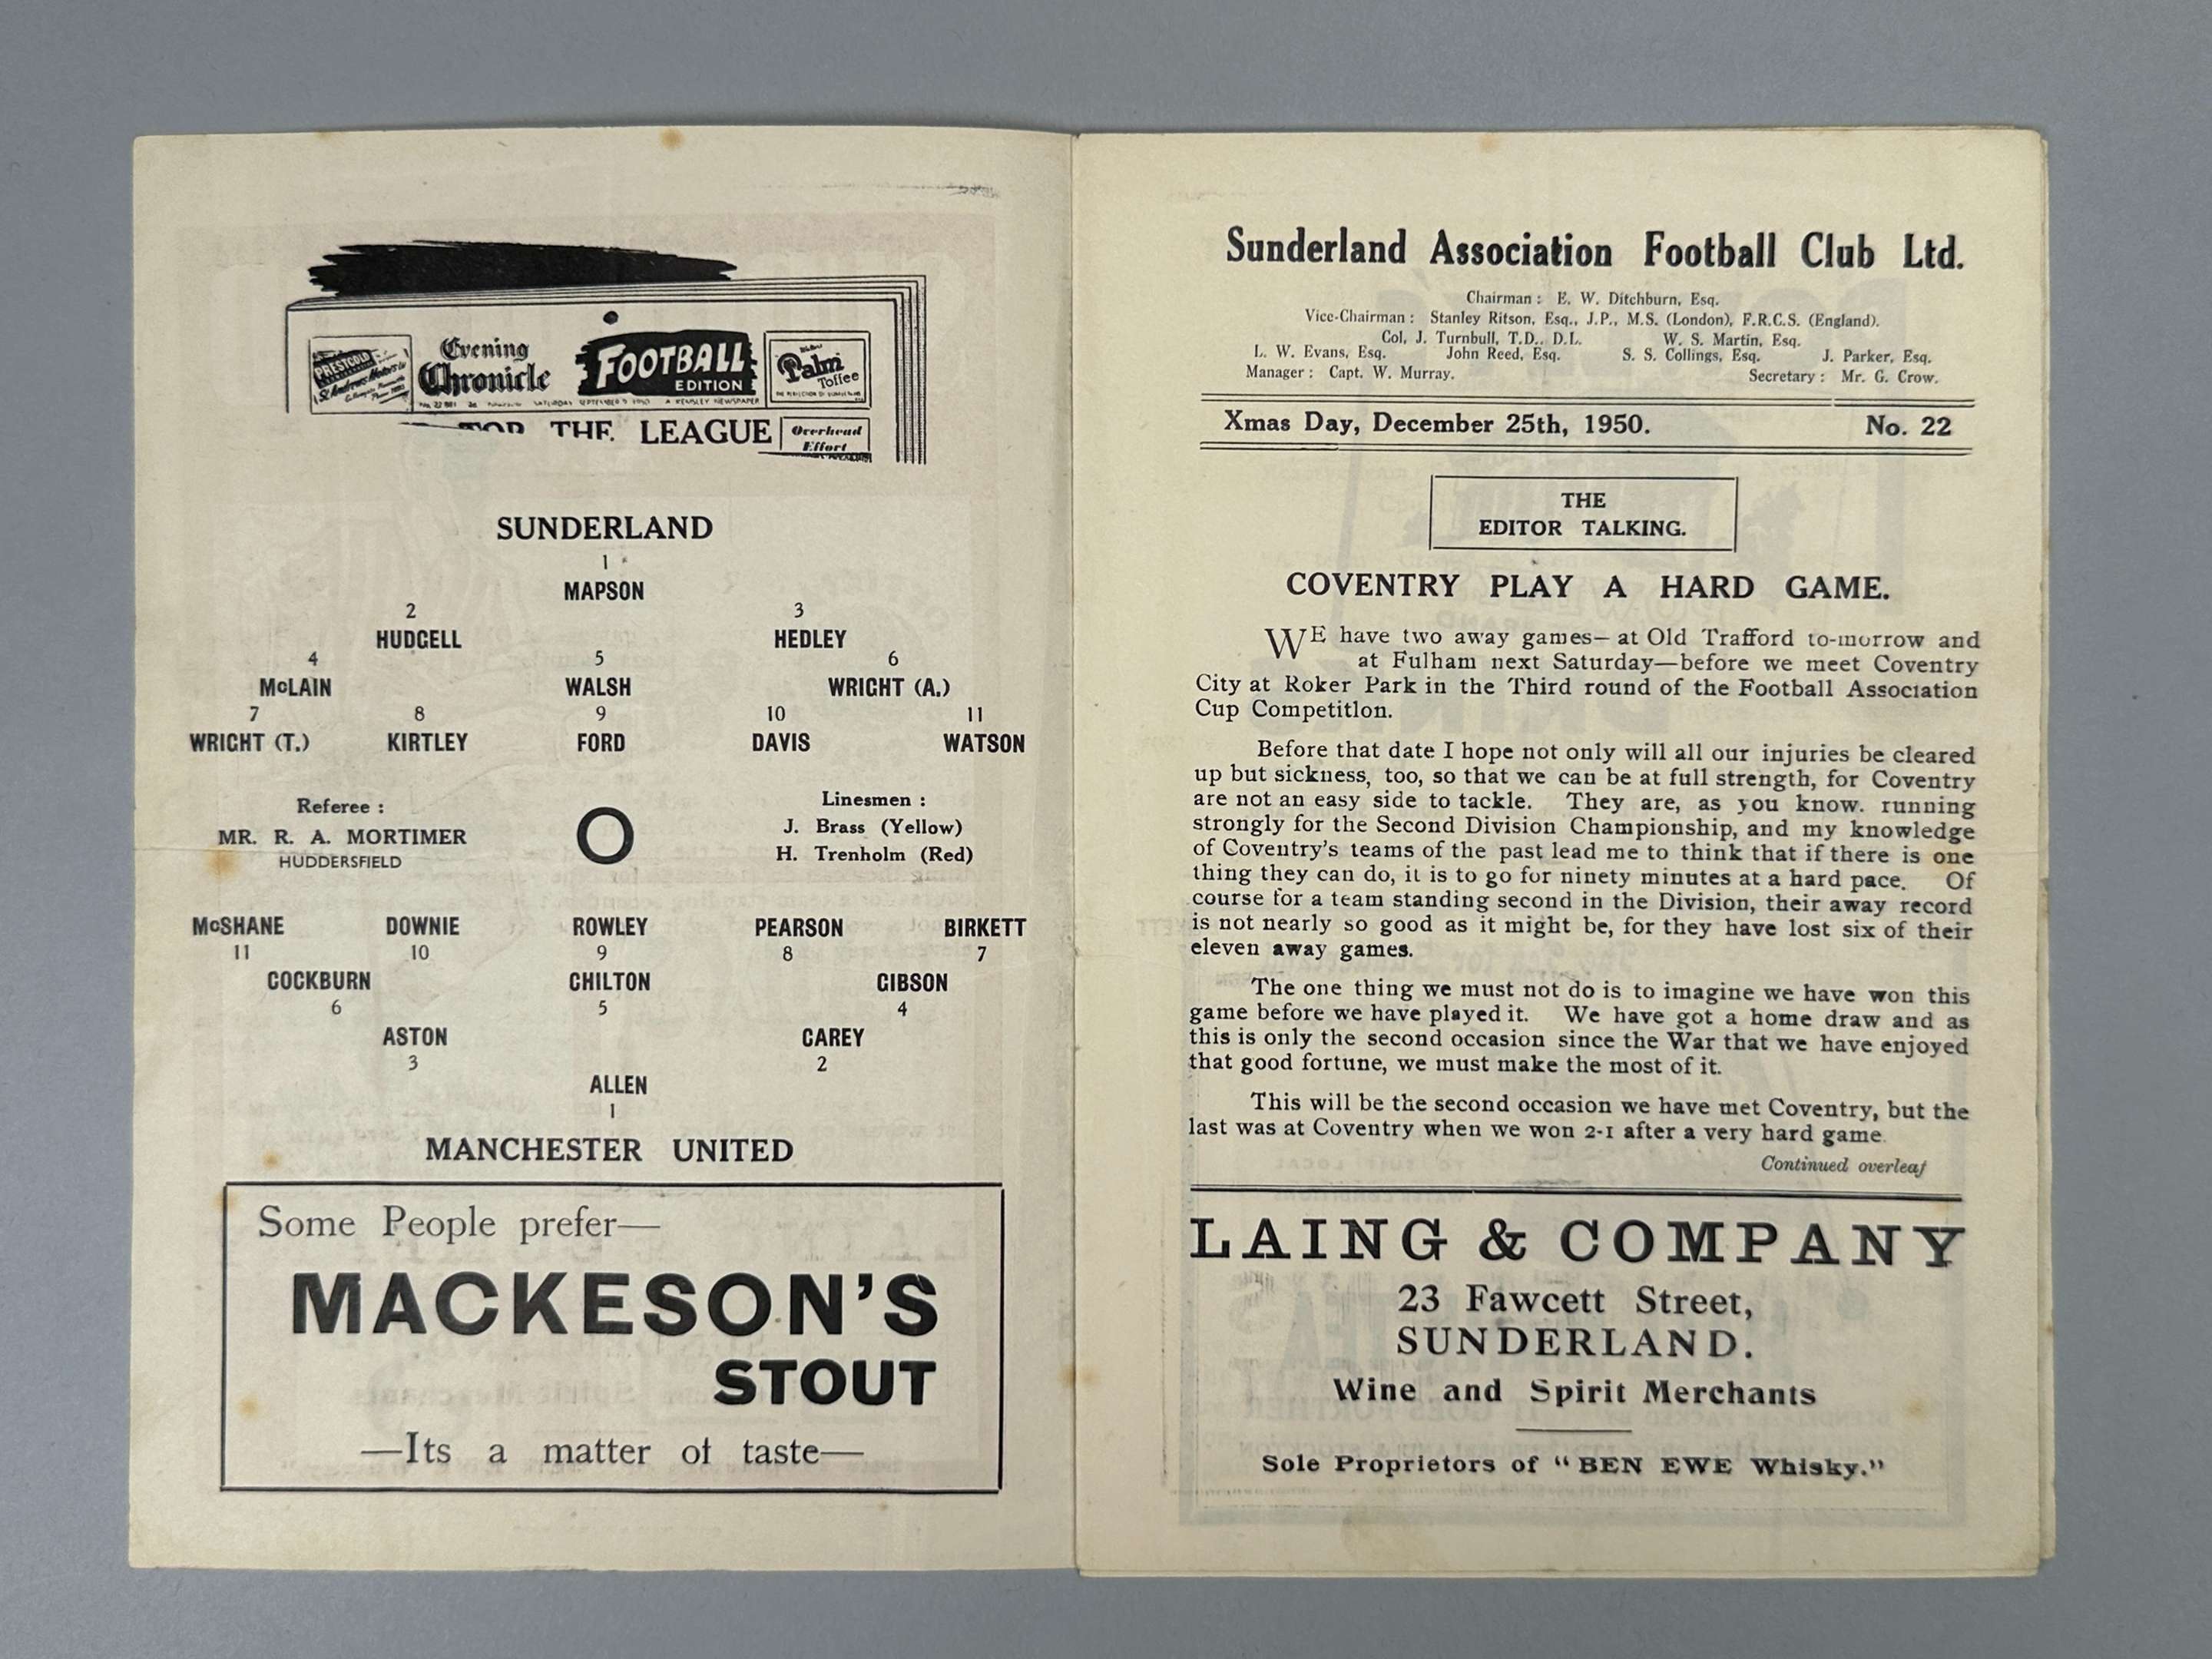 PRESTCOLD
St. Andrews Motors Ltd
Evening
Chronicle
FOOTBALL
EDITION
Palm
Toffee
SATURDAY SEPTEMBER 9 1950 A KEMSLEY NEWSPAPER
TOP THE LEAGUE
Overhead
Effort
SUNDERLAND
1
MAPSON
2 3
HUDGELL HEDLEY
4 5 6
McLAIN WALSH WRIGHT (A.)
7 8 9 10 11
WRIGHT (T.) KIRTLEY FORD DAVIS WATSON
Referee :
MR. R. A. MORTIMER
HUDDERSFIELD
O
Linesmen :
J. Brass (Yellow)
H. Trenholm (Red)
McSHANE DOWNIE ROWLEY PEARSON BIRKETT
11 10 9 8 7
COCKBURN CHILTON GIBSON
6 5 4
ASTON CAREY
3 2
ALLEN
1
MANCHESTER UNITED
Some People prefer—
MACKESON'S
STOUT
—Its a matter of taste—
Sunderland Association Football Club Ltd.
Chairman : E. W. Ditchburn, Esq.
Vice-Chairman : Stanley Ritson, Esq., J.P., M.S. (London), F.R.C.S. (England).
Col, J. Turnbull, T.D., D.L. W. S. Martin, Esq.
L. W. Evans, Esq. John Reed, Esq. S. S. Collings, Esq. J. Parker, Esq.
Manager : Capt. W. Murray. Secretary : Mr. G. Crow.
Xmas Day, December 25th, 1950. No. 22
THE
EDITOR TALKING.
COVENTRY PLAY A HARD GAME.
WE have two away games—at Old Trafford to-morrow and
at Fulham next Saturday—before we meet Coventry
City at Roker Park in the Third round of the Football Association
Cup Competition.
Before that date I hope not only will all our injuries be cleared
up but sickness, too, so that we can be at full strength, for Coventry
are not an easy side to tackle. They are, as you know. running
strongly for the Second Division Championship, and my knowledge
of Coventry's teams of the past lead me to think that if there is one
thing they can do, it is to go for ninety minutes at a hard pace. Of
course for a team standing second in the Division, their away record
is not nearly so good as it might be, for they have lost six of their
eleven away games.
The one thing we must not do is to imagine we have won this
game before we have played it. We have got a home draw and as
this is only the second occasion since the War that we have enjoyed
that good fortune, we must make the most of it.
This will be the second occasion we have met Coventry, but the
last was at Coventry when we won 2-1 after a very hard game.
Continued overleaf
LAING & COMPANY
23 Fawcett Street,
SUNDERLAND.
Wine and Spirit Merchants
Sole Proprietors of "BEN EWE Whisky."